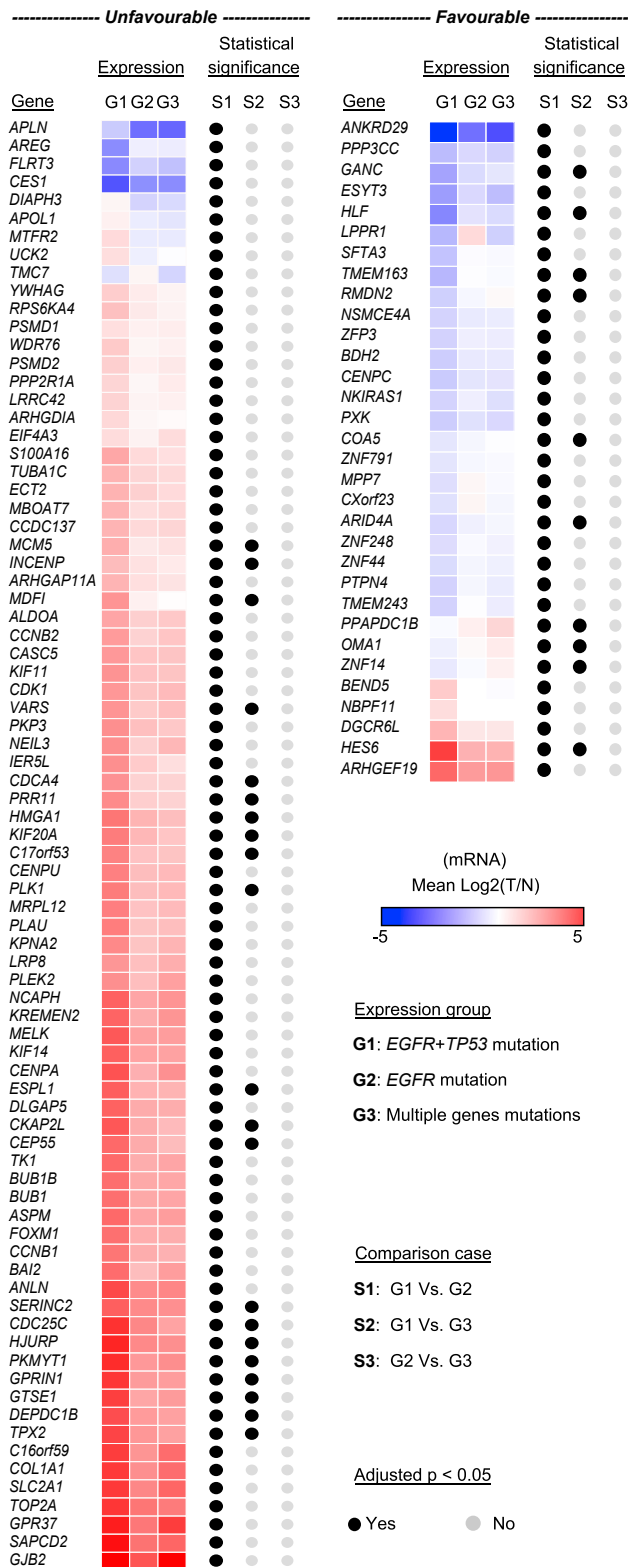 --------------- Unfavourable ---------------
Statistical
Expression significance
Gene G1 G2 G3 S1 S2 S3
APLN
AREG
FLRT3
CES1
DIAPH3
APOL1
MTFR2
UCK2
TMC7
YWHAG
RPS6KA4
PSMD1
WDR76
PSMD2
PPP2R1A
LRRC42
ARHGDIA
EIF4A3
S100A16
TUBA1C
ECT2
MBOAT7
CCDC137
MCM5
INCENP
ARHGAP11A
MDFI
ALDOA
CCNB2
CASC5
KIF11
CDK1
VARS
PKP3
NEIL3
IER5L
CDCA4
PRR11
HMGA1
KIF20A
C17orf53
CENPU
PLK1
MRPL12
PLAU
KPNA2
LRP8
PLEK2
NCAPH
KREMEN2
MELK
KIF14
CENPA
ESPL1
DLGAP5
CKAP2L
CEP55
TK1
BUB1B
BUB1
ASPM
FOXM1
CCNB1
BAI2
ANLN
SERINC2
CDC25C
HJURP
PKMYT1
GPRIN1
GTSE1
DEPDC1B
TPX2
C16orf59
COL1A1
SLC2A1
TOP2A
GPR37
SAPCD2
GJB2
---------------- Favourable ----------------
Statistical
Expression significance
Gene G1 G2 G3 S1 S2 S3
ANKRD29
PPP3CC
GANC
ESYT3
HLF
LPPR1
SFTA3
TMEM163
RMDN2
NSMCE4A
ZFP3
BDH2
CENPC
NKIRAS1
PXK
COA5
ZNF791
MPP7
CXorf23
ARID4A
ZNF248
ZNF44
PTPN4
TMEM243
PPAPDC1B
OMA1
ZNF14
BEND5
NBPF11
DGCR6L
HES6
ARHGEF19
(mRNA)
Mean Log2(T/N)
-5 5
Expression group
G1: EGFR+TP53 mutation
G2: EGFR mutation
G3: Multiple genes mutations
Comparison case
S1: G1 Vs. G2
S2: G1 Vs. G3
S3: G2 Vs. G3
Adjusted p < 0.05
Yes No